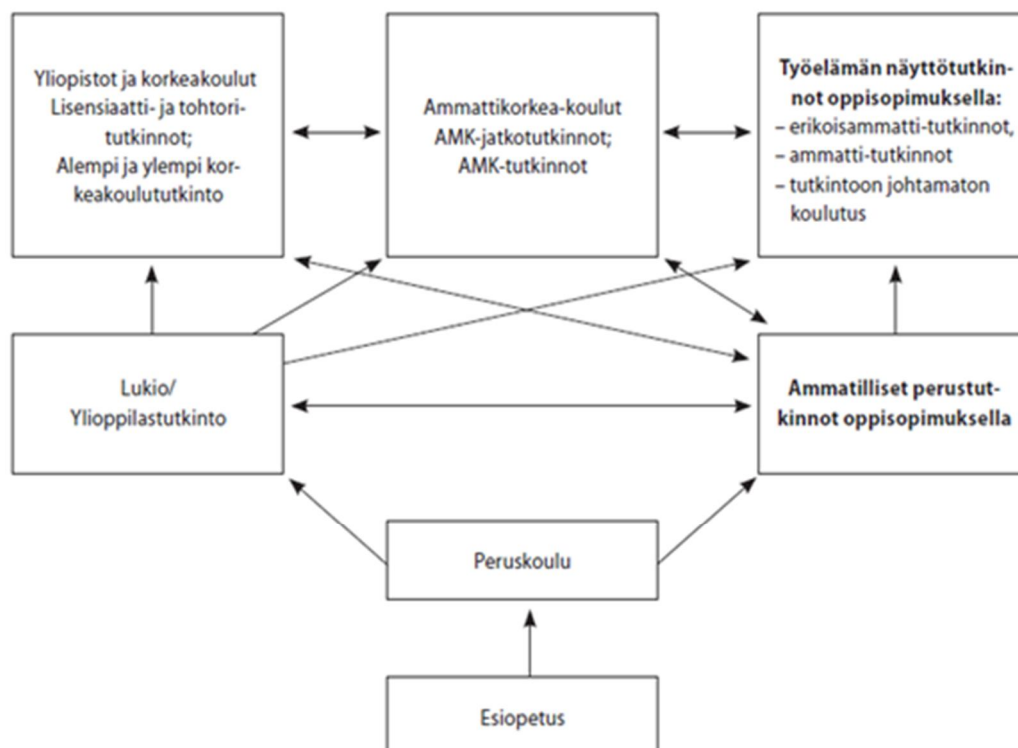 Yliopistot ja korkeakoulut
Lisensiaatti- ja tohtori-
tutkinnot;
Alempi ja ylempi kor-
keakoulututkinto
Ammattikorkea-koulut
AMK-jatkotutkinnot;
AMK-tutkinnot
Työelämän näyttötutkin-
not oppisopimuksella:
– erikoisammatti-tutkinnot,
– ammatti-tutkinnot
– tutkintoon johtamaton
koulutus
Lukio/
Ylioppilastutkinto
Ammatilliset perustut-
kinnot oppisopimuksella
Peruskoulu
Esiopetus